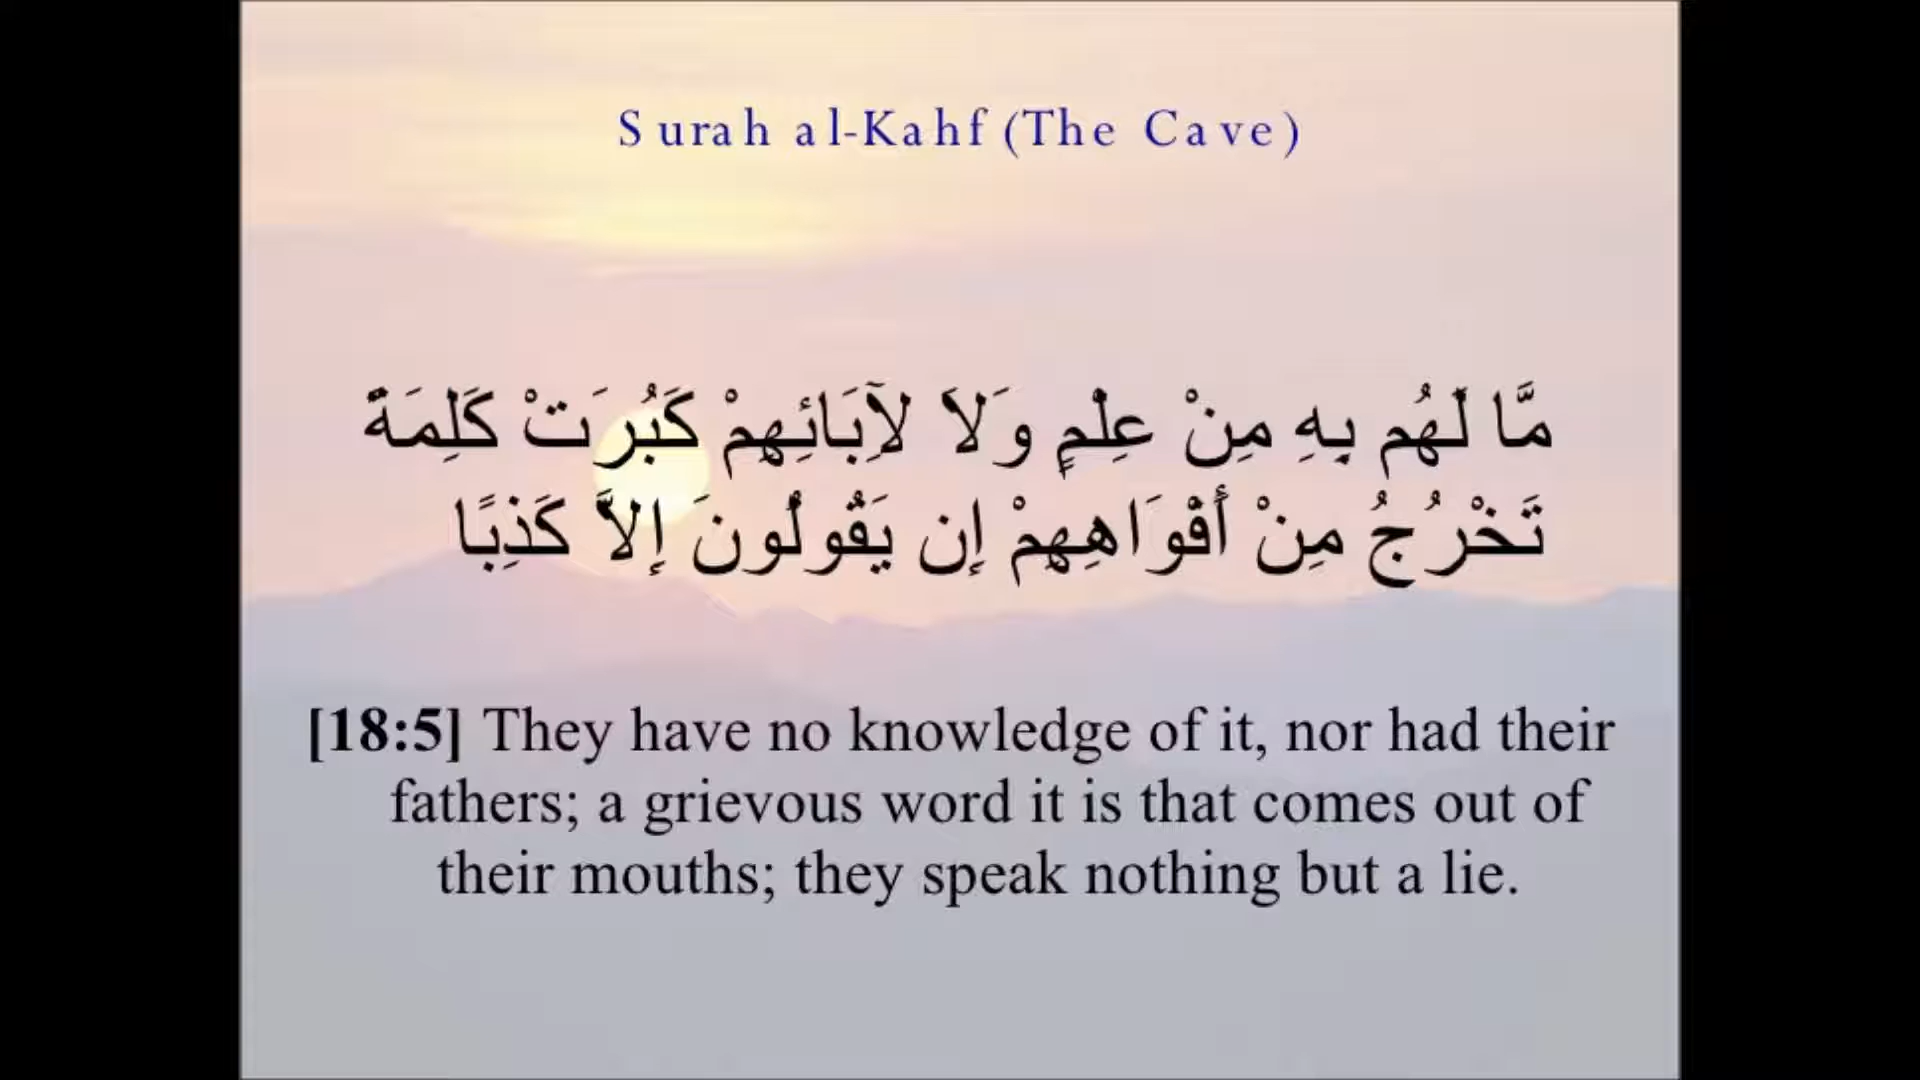 Surah al-Kahf (The Cave)
مَّا لَهُم بِهِ مِنْ عِلْمٍ وَلاَ لآِبَائِهِمْ كَبُرَتْ كَلِمَةً
تَخْرُجُ مِنْ أَفْوَاهِهِمْ إِن يَقُولُونَ إِلاَّ كَذِبًا
[18:5] They have no knowledge of it, nor had their
fathers; a grievous word it is that comes out of
their mouths; they speak nothing but a lie.